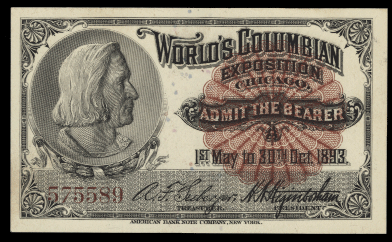 WORLD'S COLUMBIAN
EXPOSITION
CHICAGO.
ADMIT THE BEARER
1ST May to 30TH Oct. 1893.
575589
TREASURER.
PRESIDENT
AMERICAN BANK NOTE COMPANY, NEW YORK.